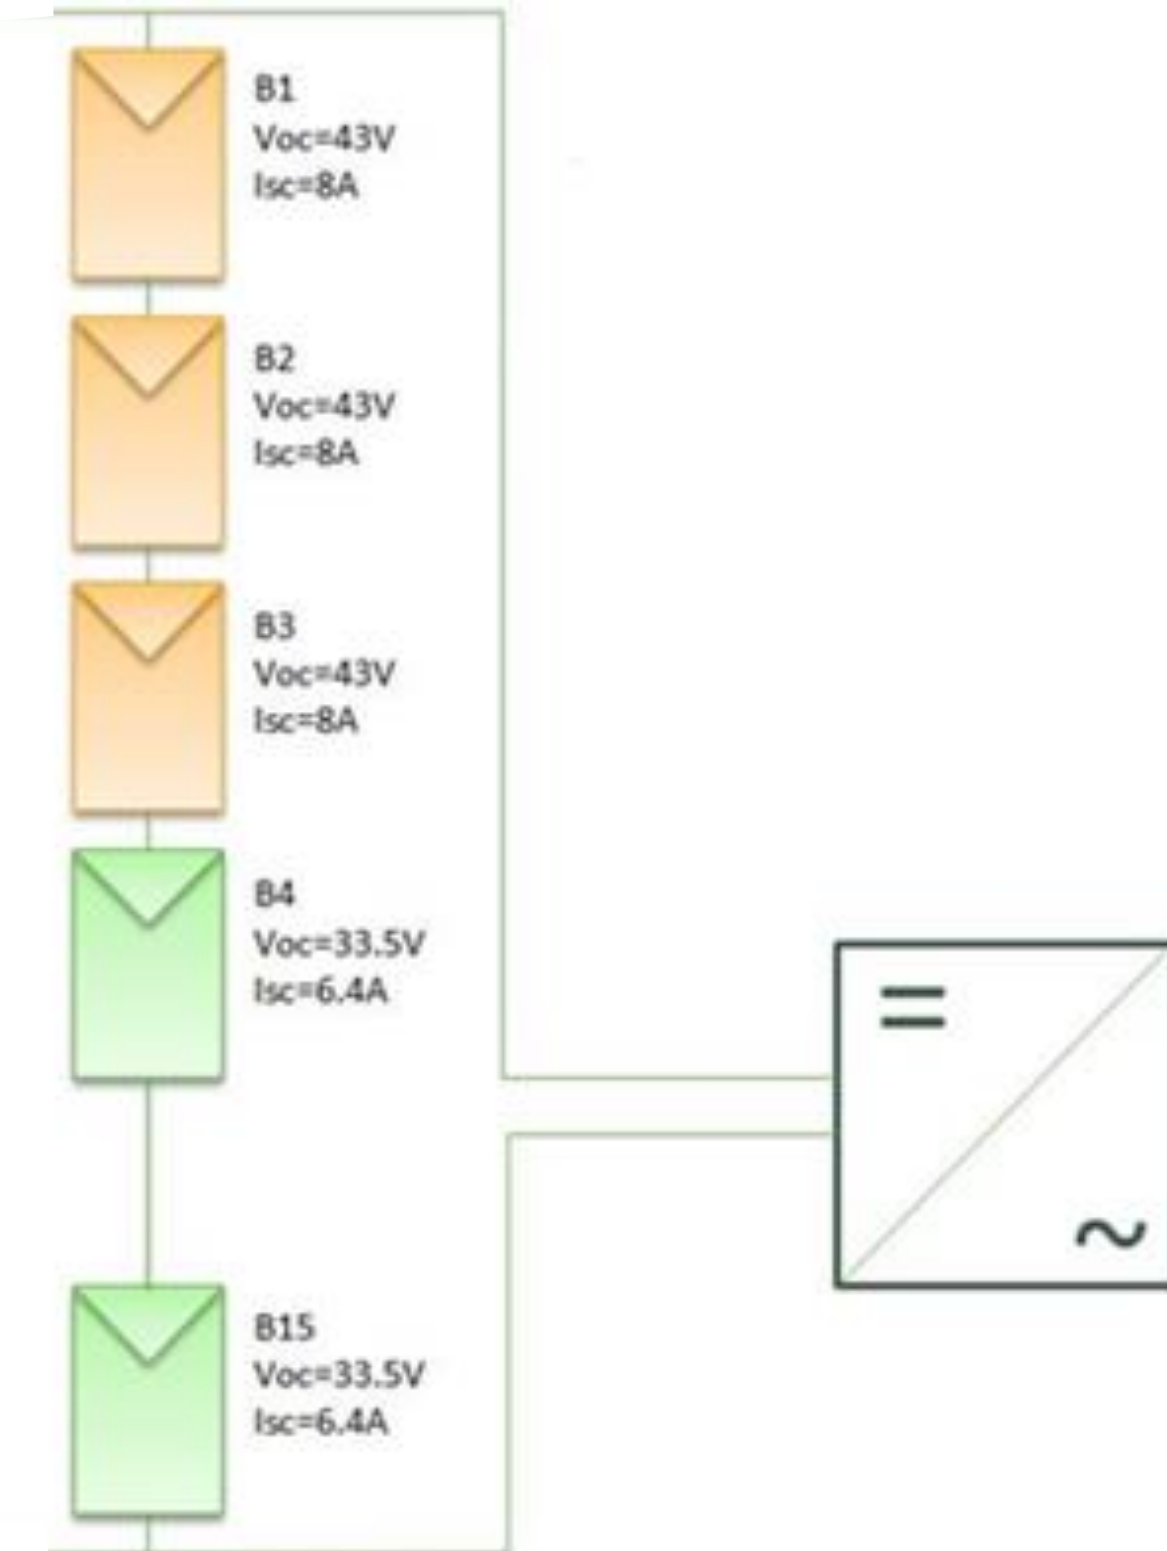 B1
Voc=43V
Isc=8A
B2
Voc=43V
Isc=8A
B3
Voc=43V
Isc=8A
B4
Voc=33.5V
Isc=6.4A
B15
Voc=33.5V
Isc=6.4A
=
~